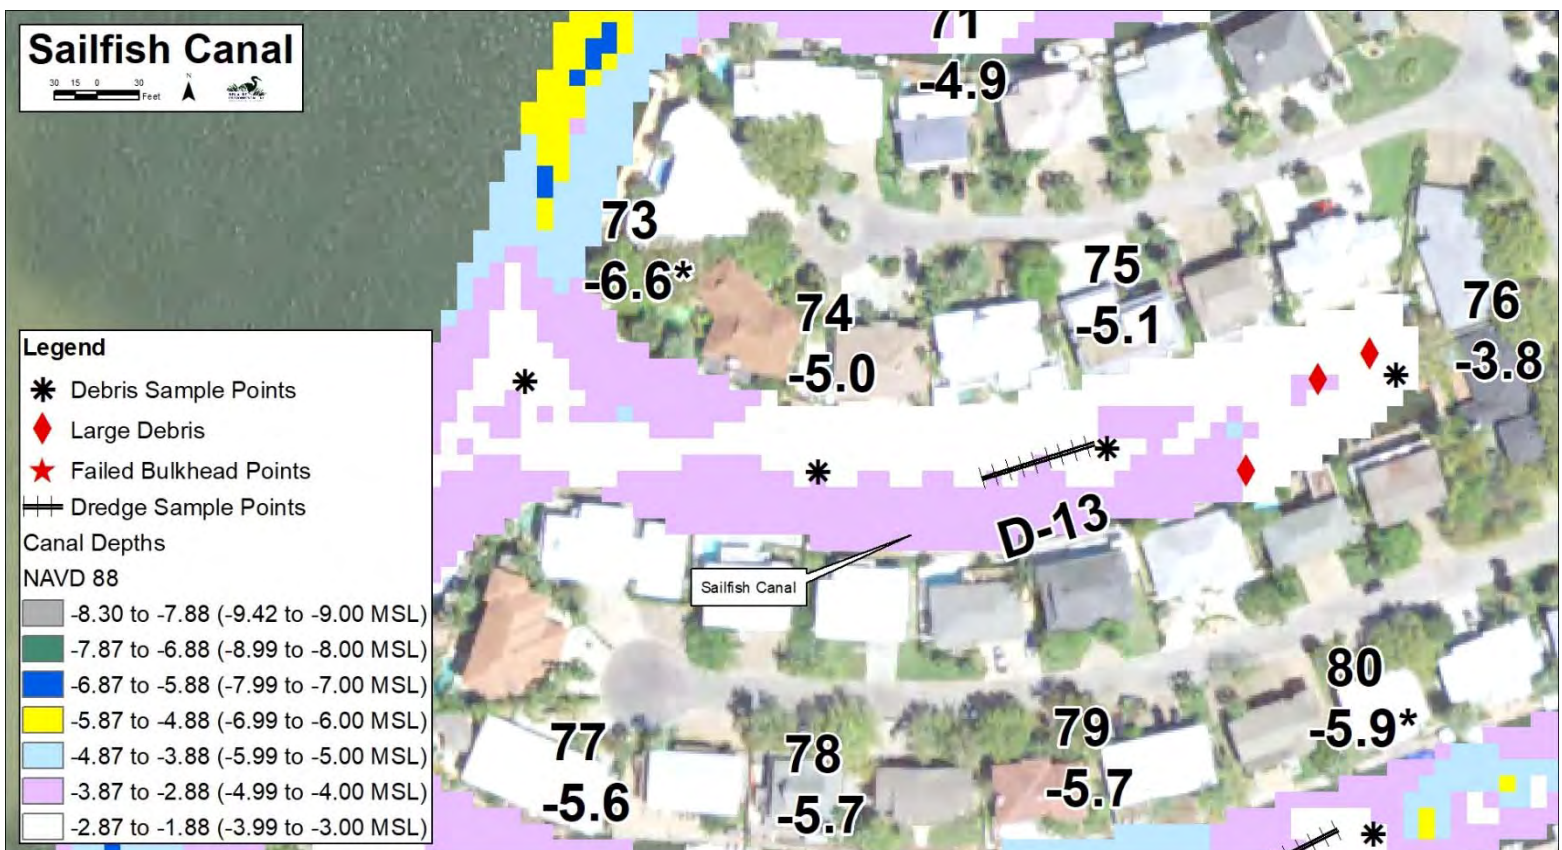 Sailfish Canal
30 15 0 30
Feet
N
71
-4.9
73
-6.6*
74
-5.0
75
-5.1
76
-3.8
Legend
Debris Sample Points
Large Debris
Failed Bulkhead Points
Dredge Sample Points
Canal Depths
NAVD 88
-8.30 to -7.88 (-9.42 to -9.00 MSL)
-7.87 to -6.88 (-8.99 to -8.00 MSL)
-6.87 to -5.88 (-7.99 to -7.00 MSL)
-5.87 to -4.88 (-6.99 to -6.00 MSL)
-4.87 to -3.88 (-5.99 to -5.00 MSL)
-3.87 to -2.88 (-4.99 to -4.00 MSL)
-2.87 to -1.88 (-3.99 to -3.00 MSL)
D-13
Sailfish Canal
77
-5.6
78
-5.7
79
-5.7
80
-5.9*